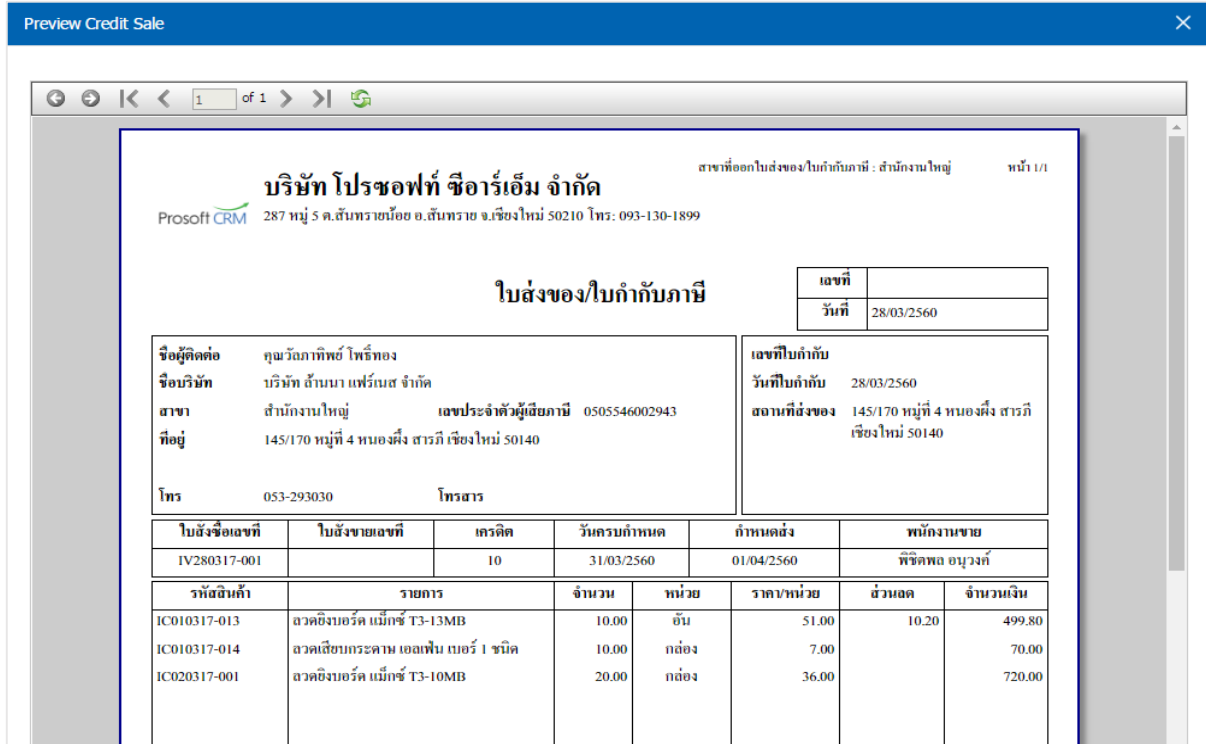 Preview Credit Sale
1 of 1
สาขาที่ออกใบส่งของ/ใบกำกับภาษี : สำนักงานใหญ่ หน้า 1/1
บริษัท โปรซอฟท์ ซีอาร์เอ็ม จำกัด
Prosoft CRM 287 หมู่ 5 ต.สันทรายน้อย อ.สันทราย จ.เชียงใหม่ 50210 โทร: 093-130-1899
ใบส่งของ/ใบกำกับภาษี
เลขที่
วันที่ 28/03/2560
ชื่อผู้ติดต่อ คุณวัลภาทิพย์ โพธิ์ทอง
ชื่อบริษัท บริษัท ล้านนา แฟร์เนส จำกัด
สาขา สำนักงานใหญ่ เลขประจำตัวผู้เสียภาษี 0505546002943
ที่อยู่ 145/170 หมู่ที่ 4 หนองผึ้ง สารภี เชียงใหม่ 50140
โทร 053-293030 โทรสาร
เลขที่ใบกำกับ
วันที่ใบกำกับ 28/03/2560
สถานที่ส่งของ 145/170 หมู่ที่ 4 หนองผึ้ง สารภี
เชียงใหม่ 50140
ใบสั่งซื้อเลขที่ ใบสั่งขายเลขที่ เครดิต วันครบกำหนด กำหนดส่ง พนักงานขาย
IV280317-001 10 31/03/2560 01/04/2560 พิชิตพล อนุวงค์
รหัสสินค้า รายการ จำนวน หน่วย ราคา/หน่วย ส่วนลด จำนวนเงิน
IC010317-013 ลวดยิงบอร์ด แม็กซ์ T3-13MB 10.00 อัน 51.00 10.20 499.80
IC010317-014 ลวดเสียบกระดาษ เอลเฟ่น เบอร์ 1 ชนิด 10.00 กล่อง 7.00 70.00
IC020317-001 ลวดยิงบอร์ด แม็กซ์ T3-10MB 20.00 กล่อง 36.00 720.00